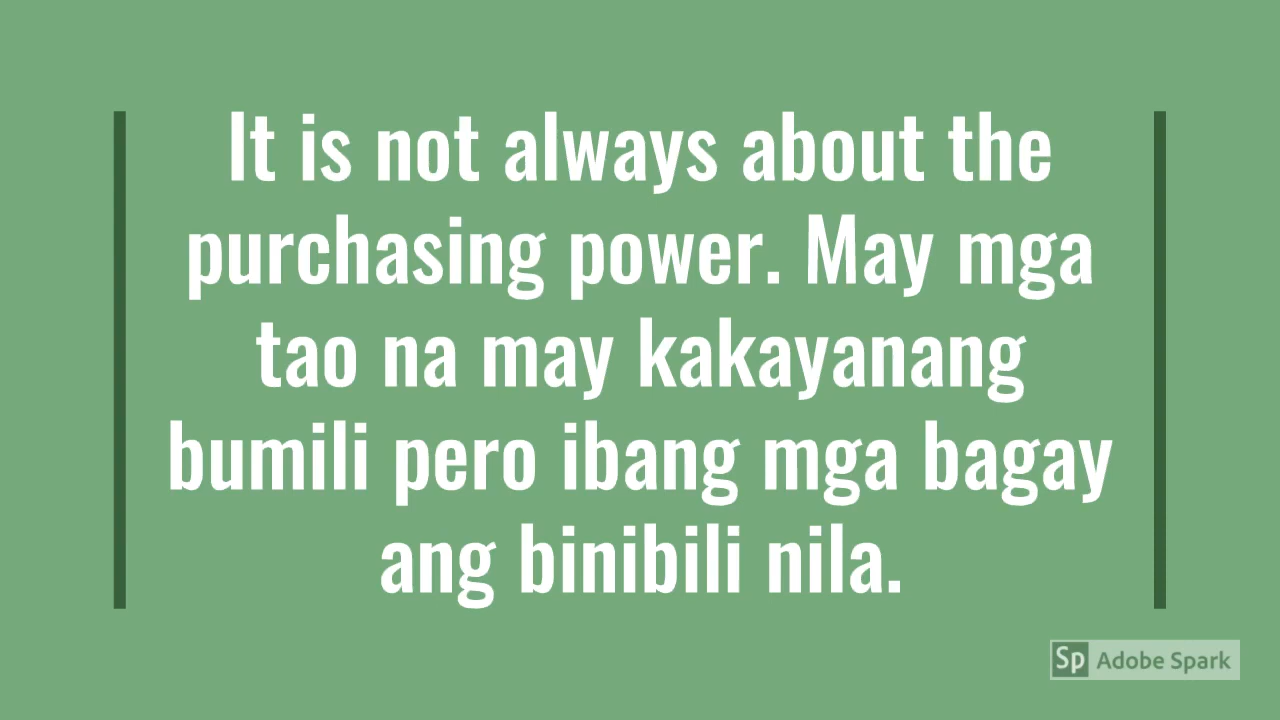 It is not always about the
purchasing power. May mga
tao na may kakayanang
bumili pero ibang mga bagay
ang binibili nila.
Sp Adobe Spark